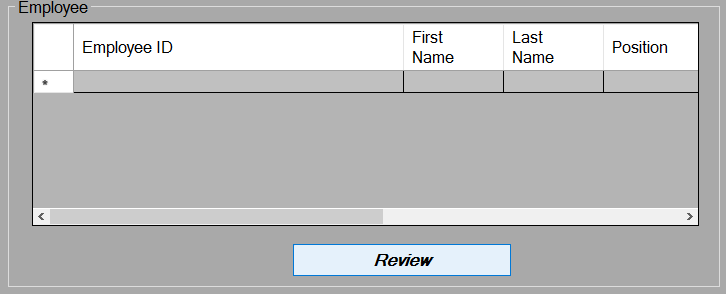 Employee
Employee ID
First
Name
Last
Name
Position
*
Review